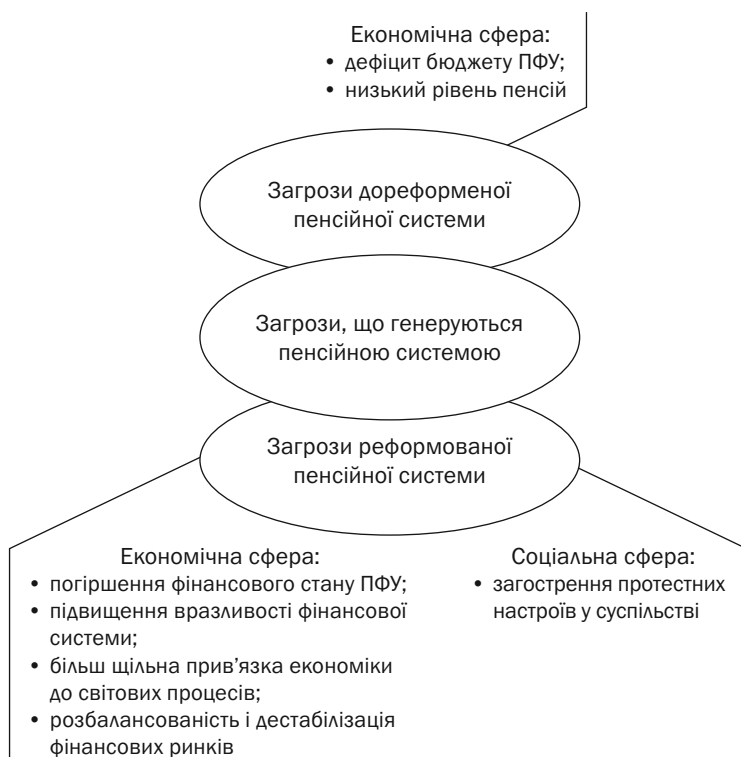 Економічна сфера:
• дефіцит бюджету ПФУ;
• низький рівень пенсій
Загрози дореформеної
пенсійної системи
Загрози, що генеруються
пенсійною системою
Загрози реформованої
пенсійної системи
Економічна сфера:
• погіршення фінансового стану ПФУ;
• підвищення вразливості фінансової
системи;
• більш щільна прив’язка економіки
до світових процесів;
• розбалансованість і дестабілізація
фінансових ринків
Соціальна сфера:
• загострення протестних
настроїв у суспільстві